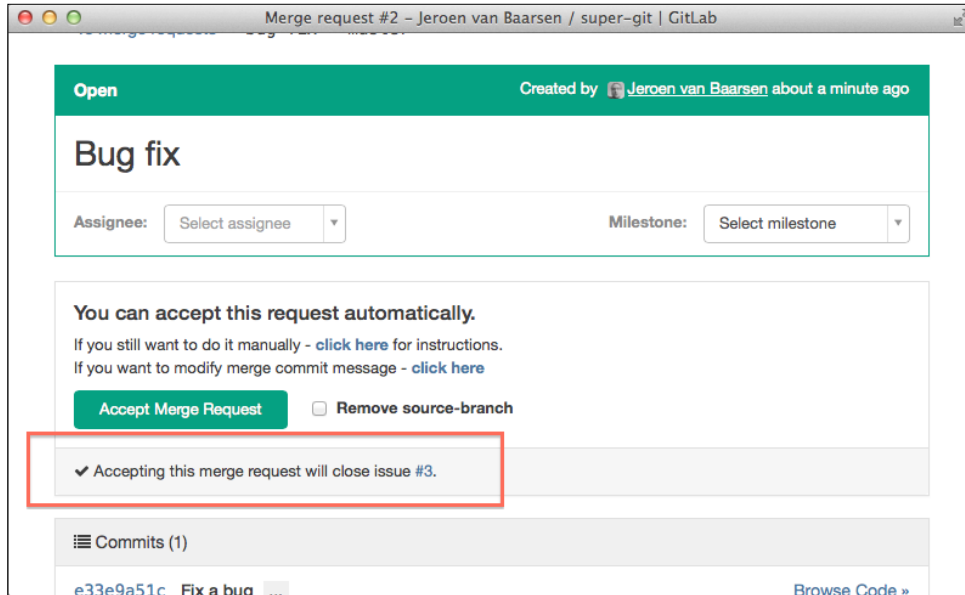 Merge request #2 – Jeroen van Baarsen / super-git | GitLab
Open
Created by Jeroen van Baarsen about a minute ago
Bug fix
Assignee: Select assignee
Milestone: Select milestone
You can accept this request automatically.
If you still want to do it manually - click here for instructions.
If you want to modify merge commit message - click here
Accept Merge Request
Remove source-branch
Accepting this merge request will close issue #3.
Commits (1)
e33e9a51c Fix a bug ...
Browse Code »